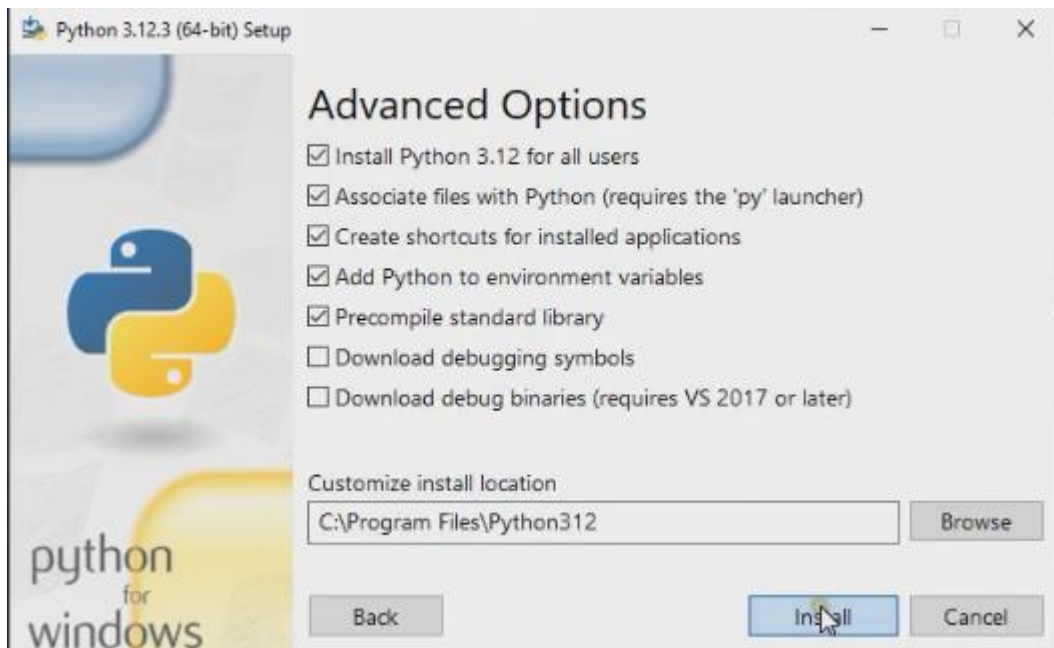 Python 3.12.3 (64-bit) Setup
Advanced Options
Install Python 3.12 for all users
Associate files with Python (requires the 'py' launcher)
Create shortcuts for installed applications
Add Python to environment variables
Precompile standard library
Download debugging symbols
Download debug binaries (requires VS 2017 or later)
Customize install location
C:\Program Files\Python312
Browse
python
for
windows
Back
Install
Cancel